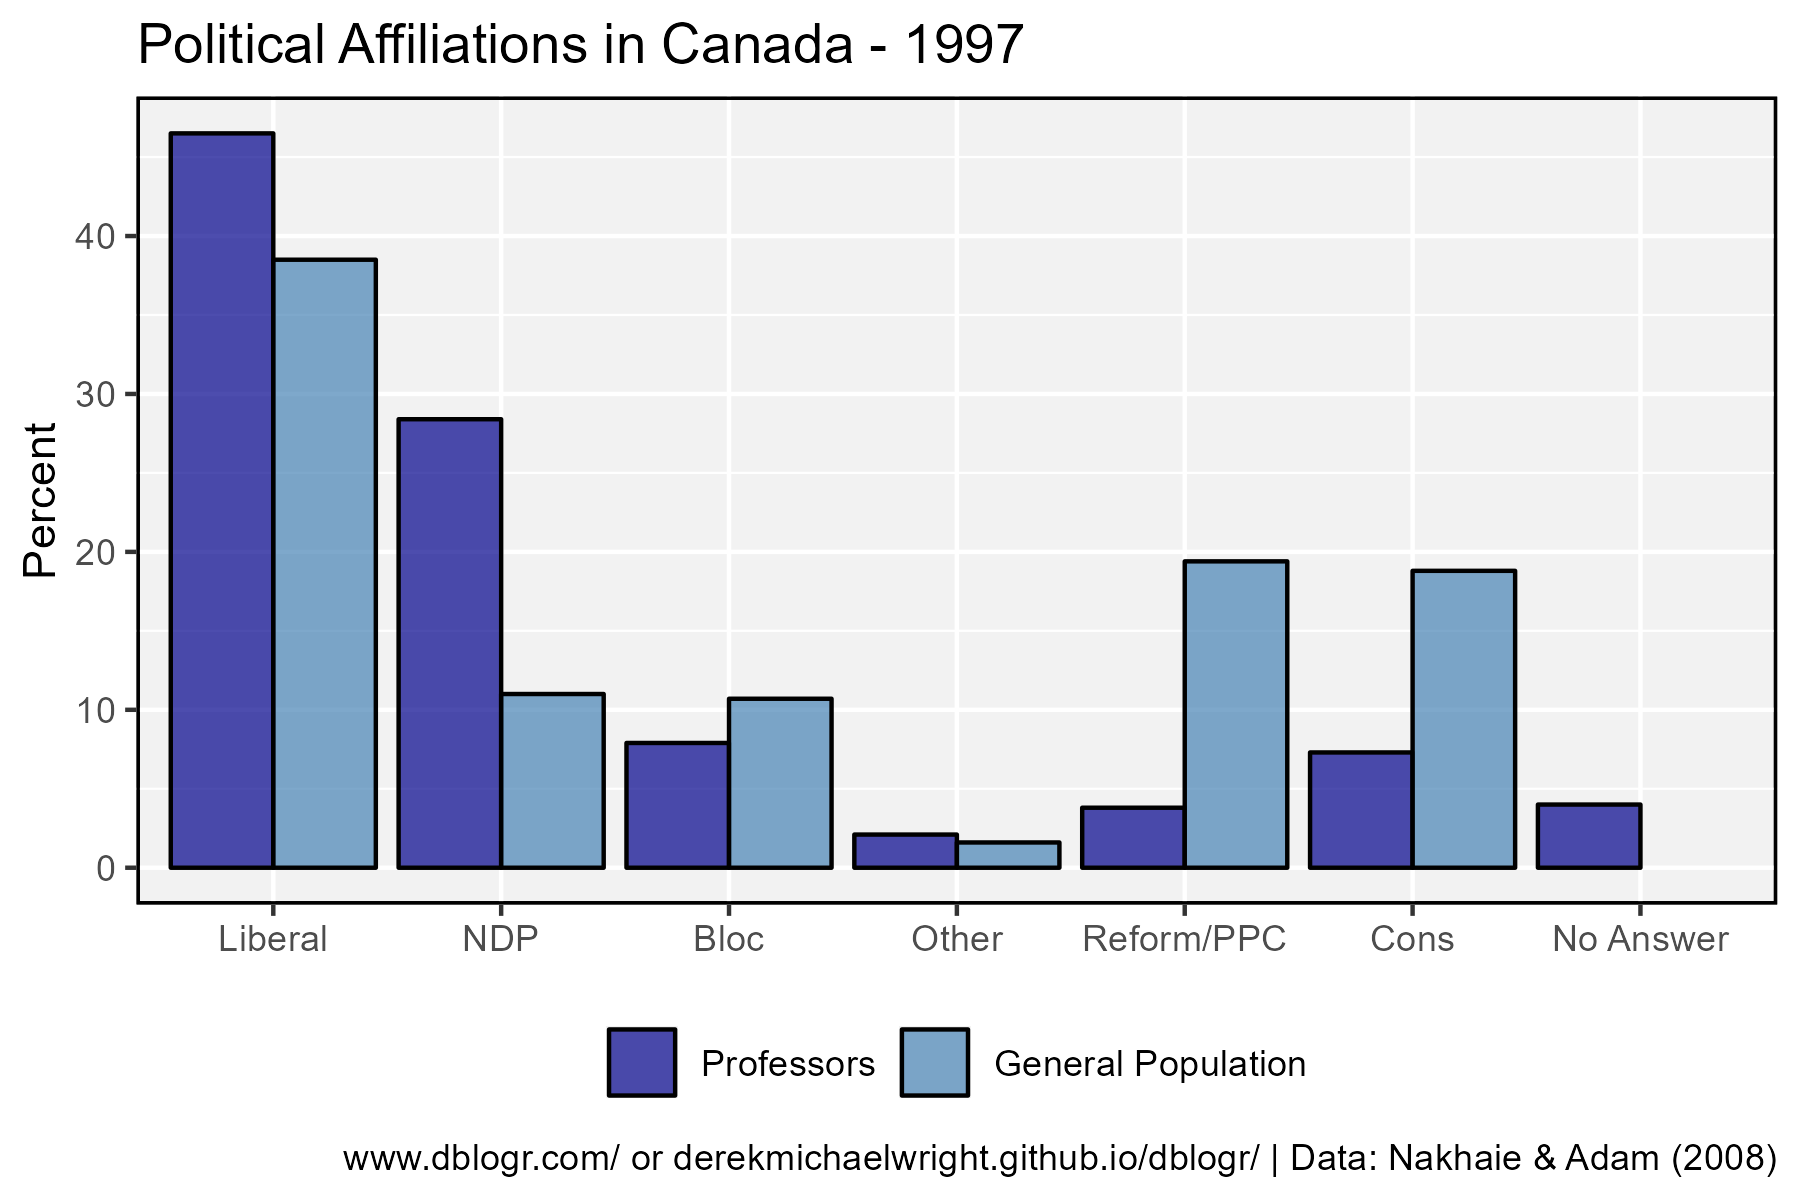 Political Affiliations in Canada - 1997
Percent
40
30
20
10
0
Liberal NDP Bloc Other Reform/PPC Cons No Answer
Professors General Population
www.dblogr.com/ or derekmichaelwright.github.io/dblogr/ | Data: Nakhaie & Adam (2008)